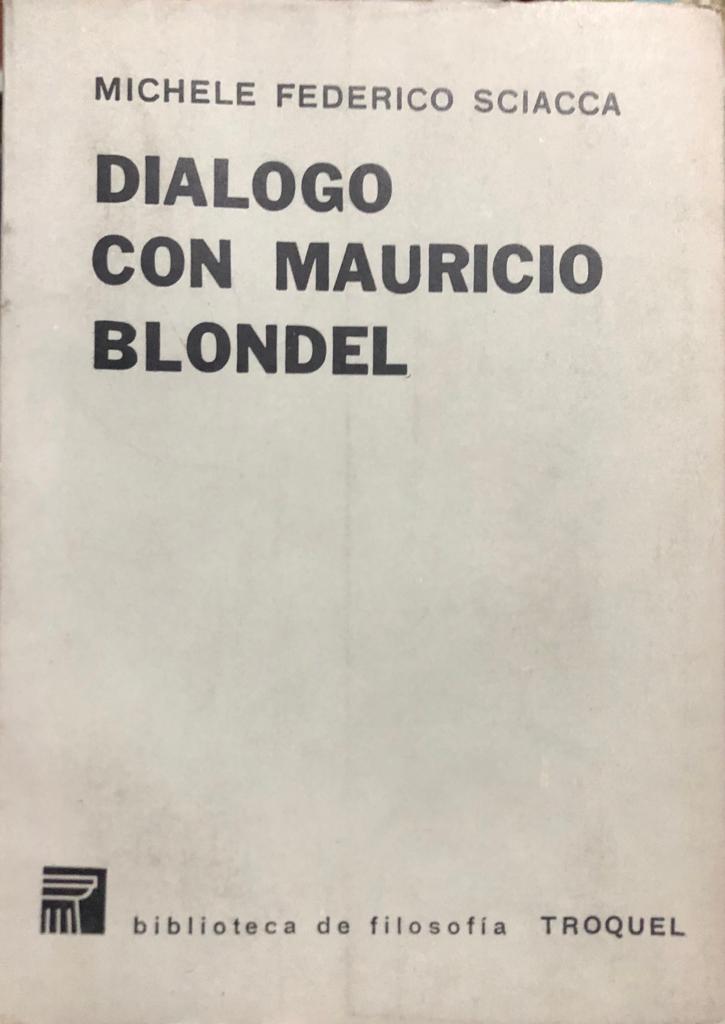 MICHELE FEDERICO SCIACCA
DIALOGO
CON MAURICIO
BLONDEL
biblioteca de filosofía TROQUEL